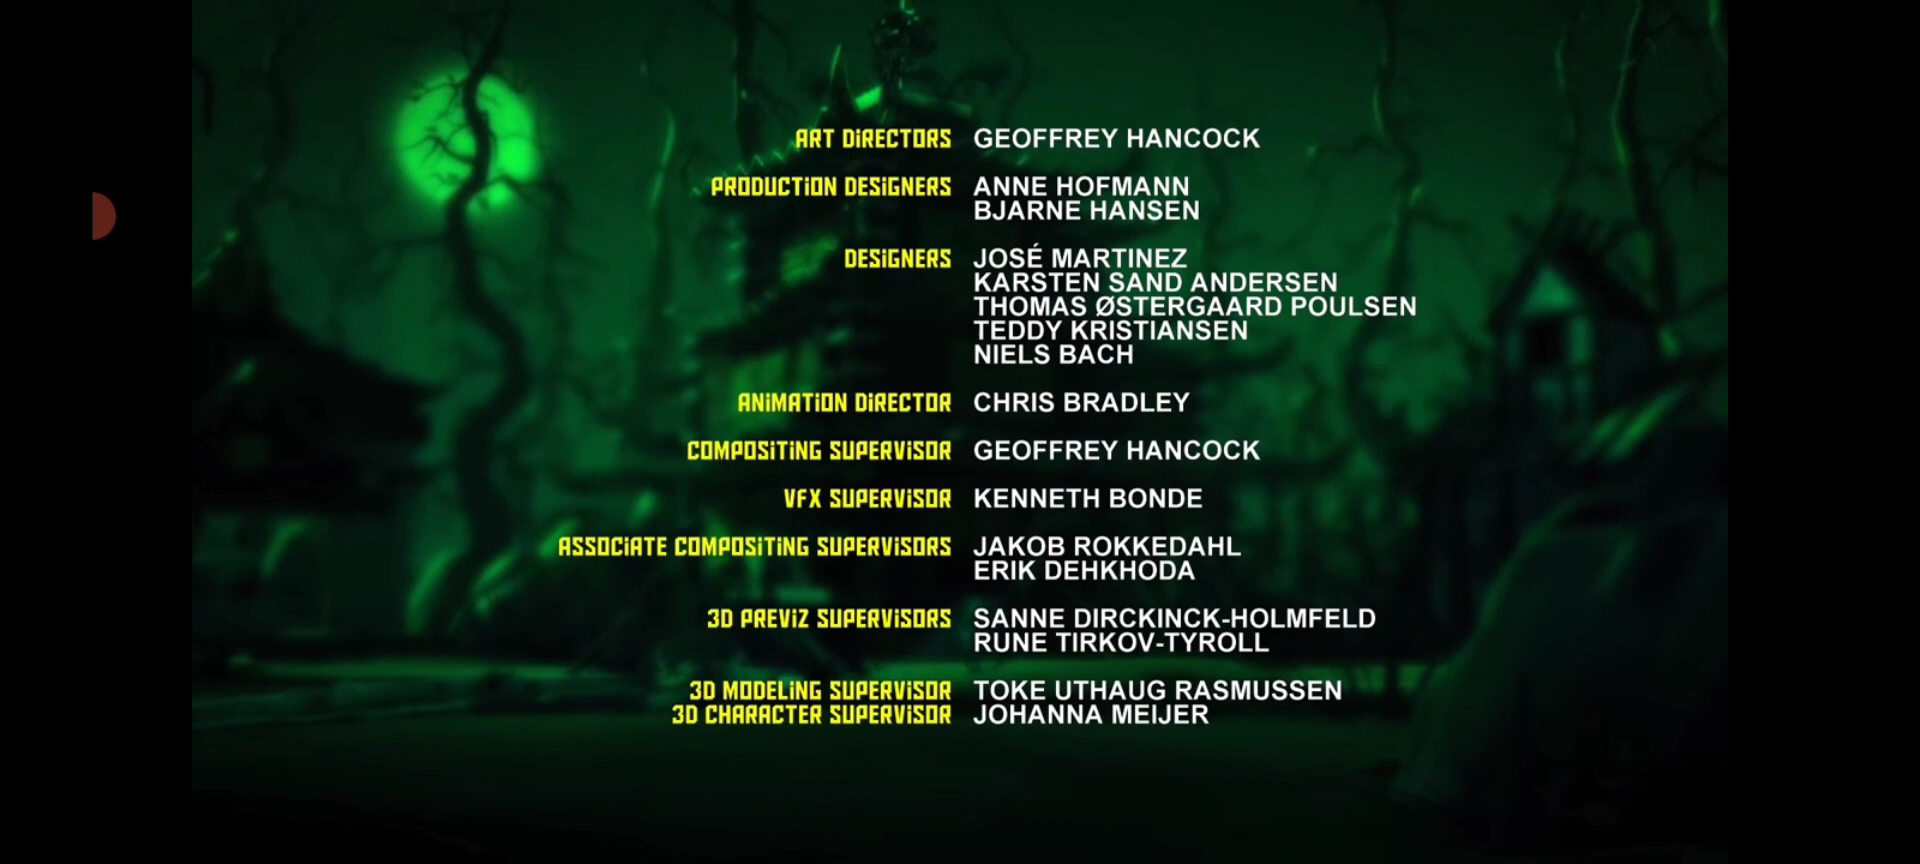 ART DIRECTORS GEOFFREY HANCOCK
PRODUCTION DESIGNERS ANNE HOFMANN
BJARNE HANSEN
DESIGNERS JOSÉ MARTINEZ
KARSTEN SAND ANDERSEN
THOMAS ØSTERGAARD POULSEN
TEDDY KRISTIANSEN
NIELS BACH
ANIMATION DIRECTOR CHRIS BRADLEY
COMPOSITING SUPERVISOR GEOFFREY HANCOCK
VFX SUPERVISOR KENNETH BONDE
ASSOCIATE COMPOSITING SUPERVISORS JAKOB ROKKEDAHL
ERIK DEHKHODA
3D PREVIZ SUPERVISORS SANNE DIRCKINCK-HOLMFELD
RUNE TIRKOV-TYROLL
3D MODELING SUPERVISOR TOKE UTHAUG RASMUSSEN
3D CHARACTER SUPERVISOR JOHANNA MEIJER